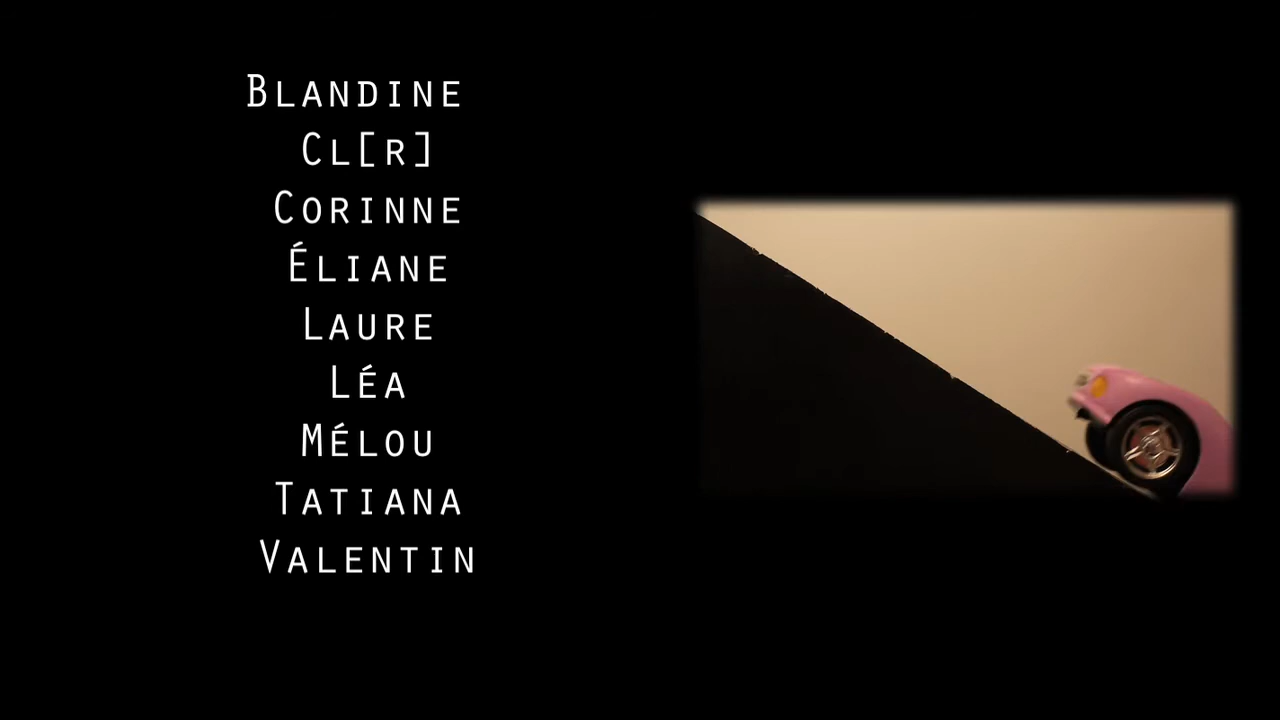 Blandine
Cl[r]
Corinne
Éliane
Laure
Léa
Mélou
Tatiana
Valentin